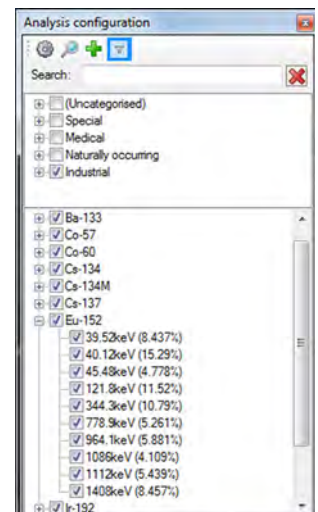 Analysis configuration
Search:
(Uncategorised)
Special
Medical
Naturally occurring
Industrial
Ba-133
Co-57
Co-60
Cs-134
Cs-134M
Cs-137
Eu-152
39.52keV (8.437%)
40.12keV (15.29%)
45.48keV (4.778%)
121.8keV (11.52%)
344.3keV (10.79%)
778.9keV (5.261%)
964.1keV (5.881%)
1086keV (4.109%)
1112keV (5.439%)
1408keV (8.457%)
Ir-192